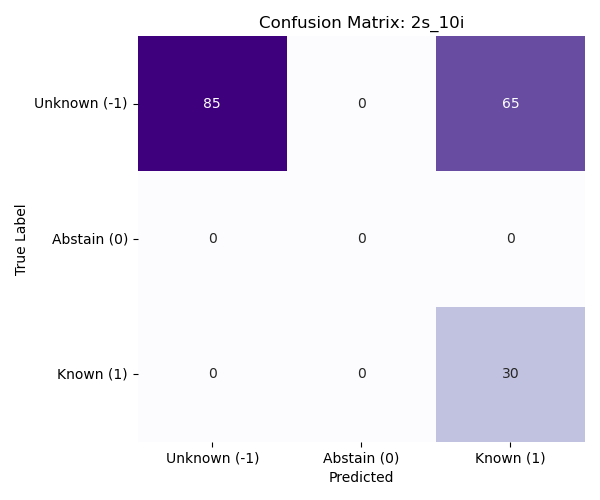 Confusion Matrix: 2s_10i
Unknown (-1) 85 0 65
Abstain (0) 0 0 0
Known (1) 0 0 30
True Label
Unknown (-1) Abstain (0) Known (1)
Predicted